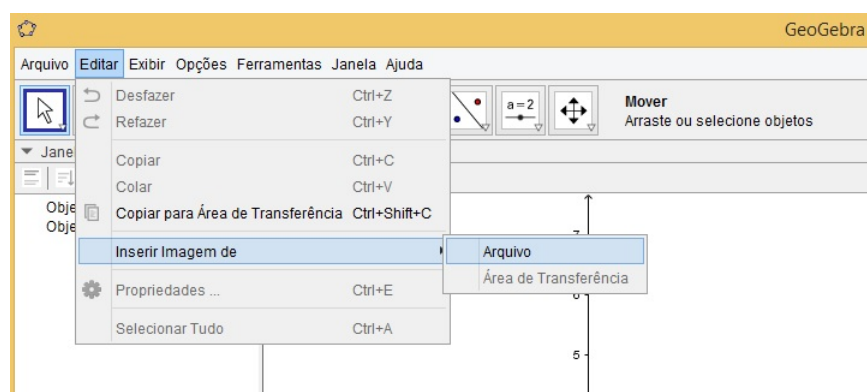 GeoGebra
Arquivo Editar Exibir Opções Ferramentas Janela Ajuda
Desfazer Ctrl+Z
Refazer Ctrl+Y
a=2
Mover
Arraste ou selecione objetos
Copiar Ctrl+C
Colar Ctrl+V
Copiar para Área de Transferência Ctrl+Shift+C
Inserir Imagem de
Arquivo
Área de Transferência
Propriedades ... Ctrl+E
Selecionar Tudo Ctrl+A
5